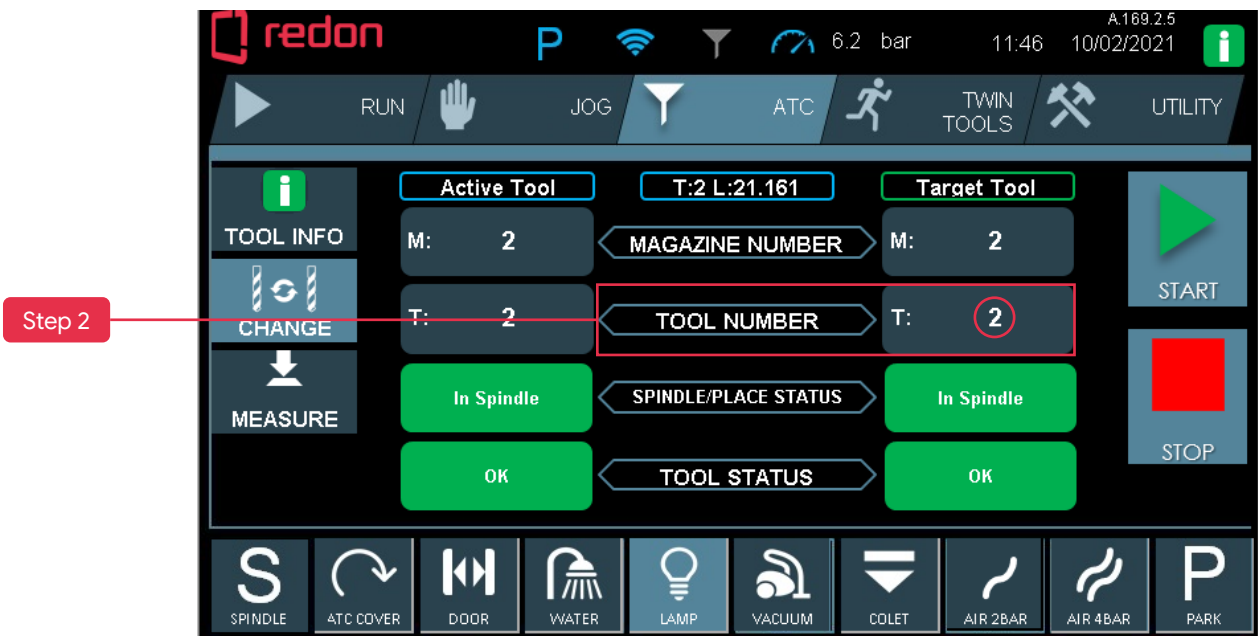 A.169.2.5
redon P 6.2 bar 11:46 10/02/2021 i
RUN JOG ATC TWIN TOOLS UTILITY
i
TOOL INFO
CHANGE
MEASURE
Active Tool T:2 L:21.161 Target Tool
M: 2 MAGAZINE NUMBER M: 2
Step 2
T: 2 TOOL NUMBER T: 2
In Spindle SPINDLE/PLACE STATUS In Spindle
OK TOOL STATUS OK
START
STOP
S P
SPINDLE ATC COVER DOOR WATER LAMP VACUUM COLET AIR 2BAR AIR 4BAR PARK